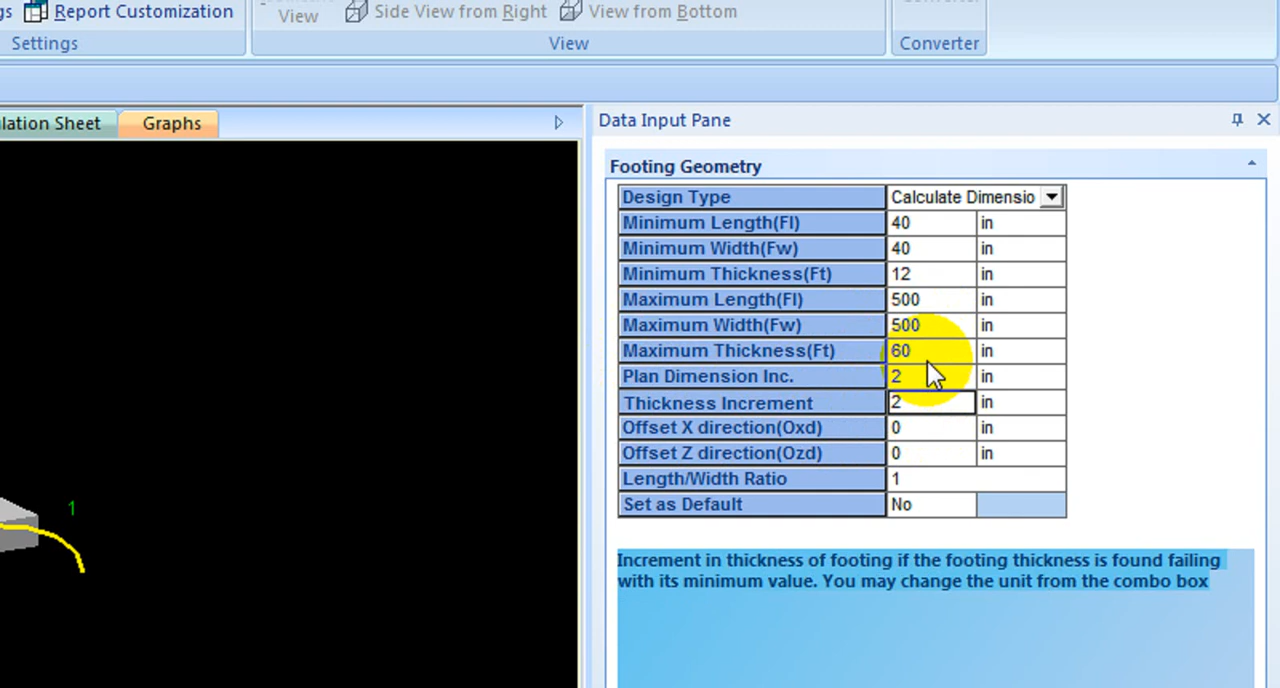 gs Report Customization
View Side View from Right View from Bottom
Settings View Converter
lation Sheet Graphs
Data Input Pane
Footing Geometry
Design Type Calculate Dimensio
Minimum Length(Fl) 40 in
Minimum Width(Fw) 40 in
Minimum Thickness(Ft) 12 in
Maximum Length(Fl) 500 in
Maximum Width(Fw) 500 in
Maximum Thickness(Ft) 60 in
Plan Dimension Inc. 2 in
Thickness Increment 2 in
Offset X direction(Oxd) 0 in
Offset Z direction(Ozd) 0 in
Length/Width Ratio 1
Set as Default No
Increment in thickness of footing if the footing thickness is found failing
with its minimum value. You may change the unit from the combo box
1